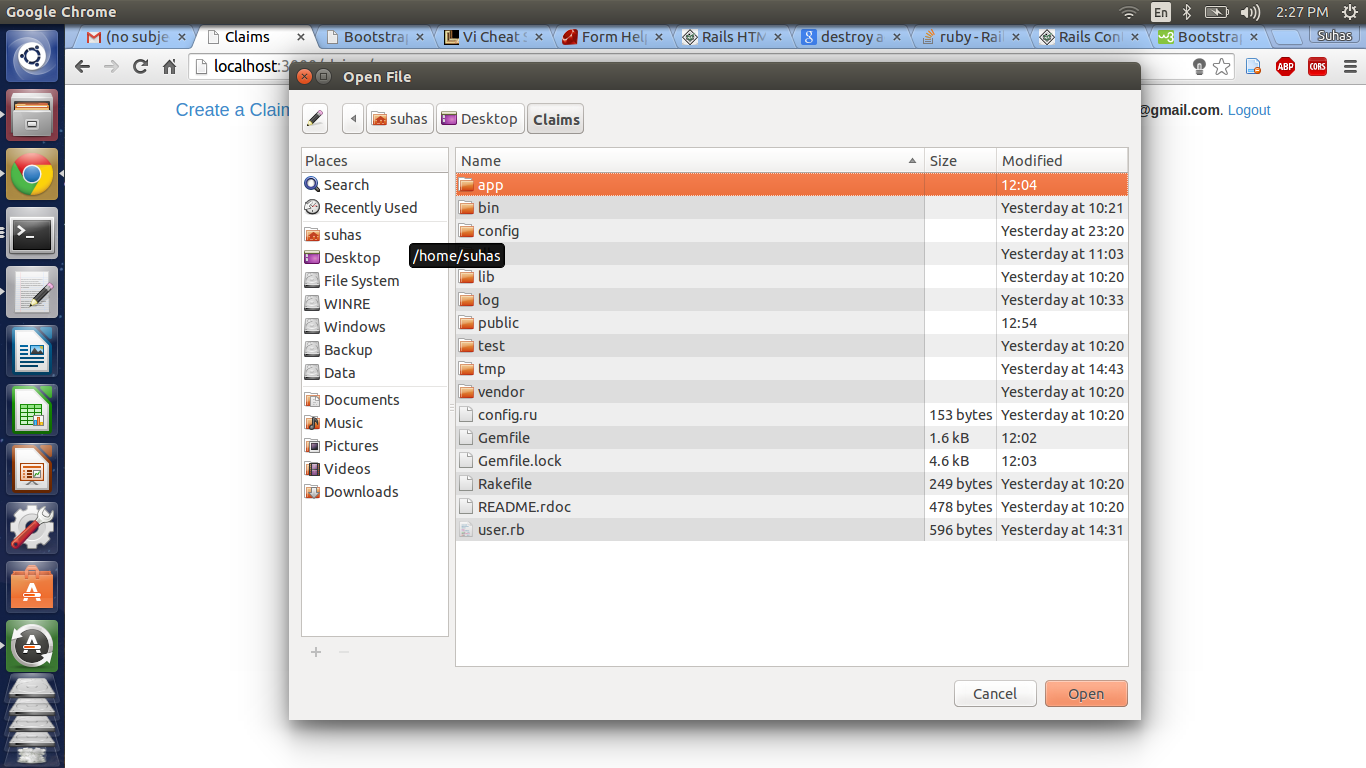 Google Chrome En 2:27 PM
(no subje Claims Bootstrap Vi Cheat S Form Help Rails HTM destroy a ruby - Rail Rails Con Bootstrap Suhas
localhost:3 ABP CORS
Open File
Create a Claim @gmail.com. Logout
suhas Desktop Claims
Places Name Size Modified
Search app 12:04
Recently Used bin Yesterday at 10:21
suhas config Yesterday at 23:20
Desktop /home/suhas Yesterday at 11:03
File System lib Yesterday at 10:20
WINRE log Yesterday at 10:33
Windows public 12:54
Backup test Yesterday at 10:20
Data tmp Yesterday at 14:43
vendor Yesterday at 10:20
Documents config.ru 153 bytes Yesterday at 10:20
Music Gemfile 1.6 kB 12:02
Pictures Gemfile.lock 4.6 kB 12:03
Videos Rakefile 249 bytes Yesterday at 10:20
Downloads README.rdoc 478 bytes Yesterday at 10:20
user.rb 596 bytes Yesterday at 14:31
Cancel Open